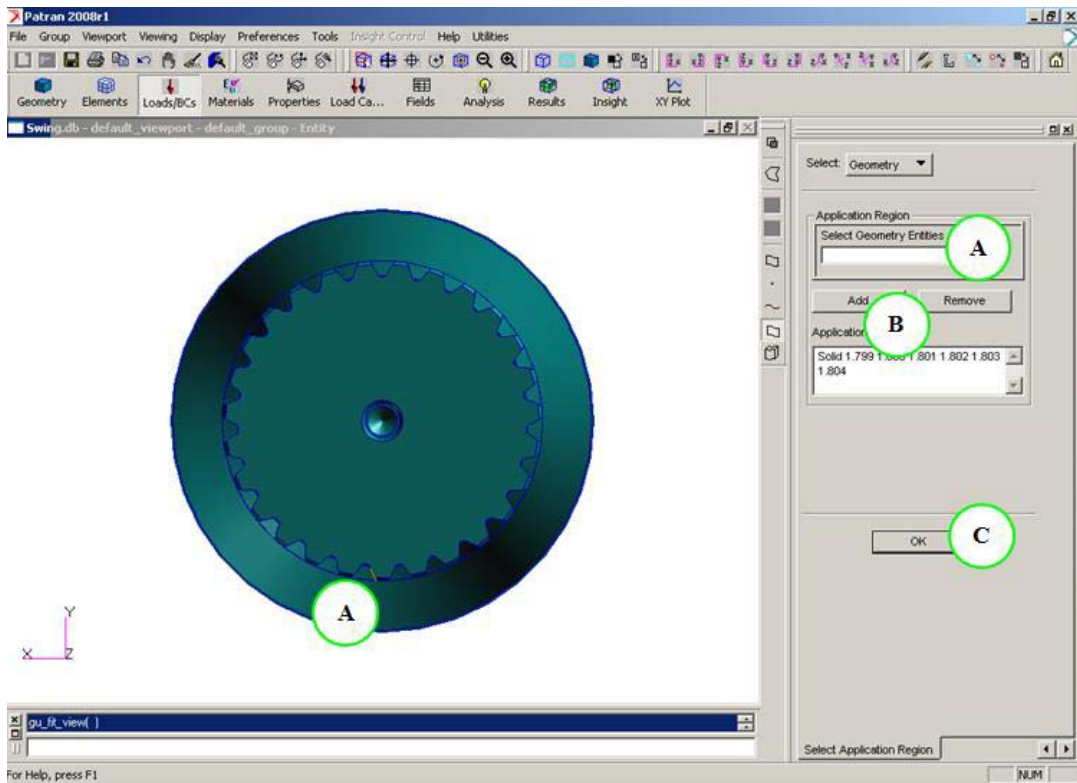 Patran 2008r1
File Group Viewport Viewing Display Preferences Tools Insight Control Help Utilities
Geometry Elements Loads/BCs Materials Properties Load Ca... Fields Analysis Results Insight XY Plot
Swing.db - default_viewport - default_group - Entity
Select: Geometry
Application Region
Select Geometry Entities
A
Add Remove
B
Application
Solid 1.799 1.801 1.802 1.803
1.804
OK
C
A
Y
X Z
gu_fit_view( )
Select Application Region
For Help, press F1
NUM